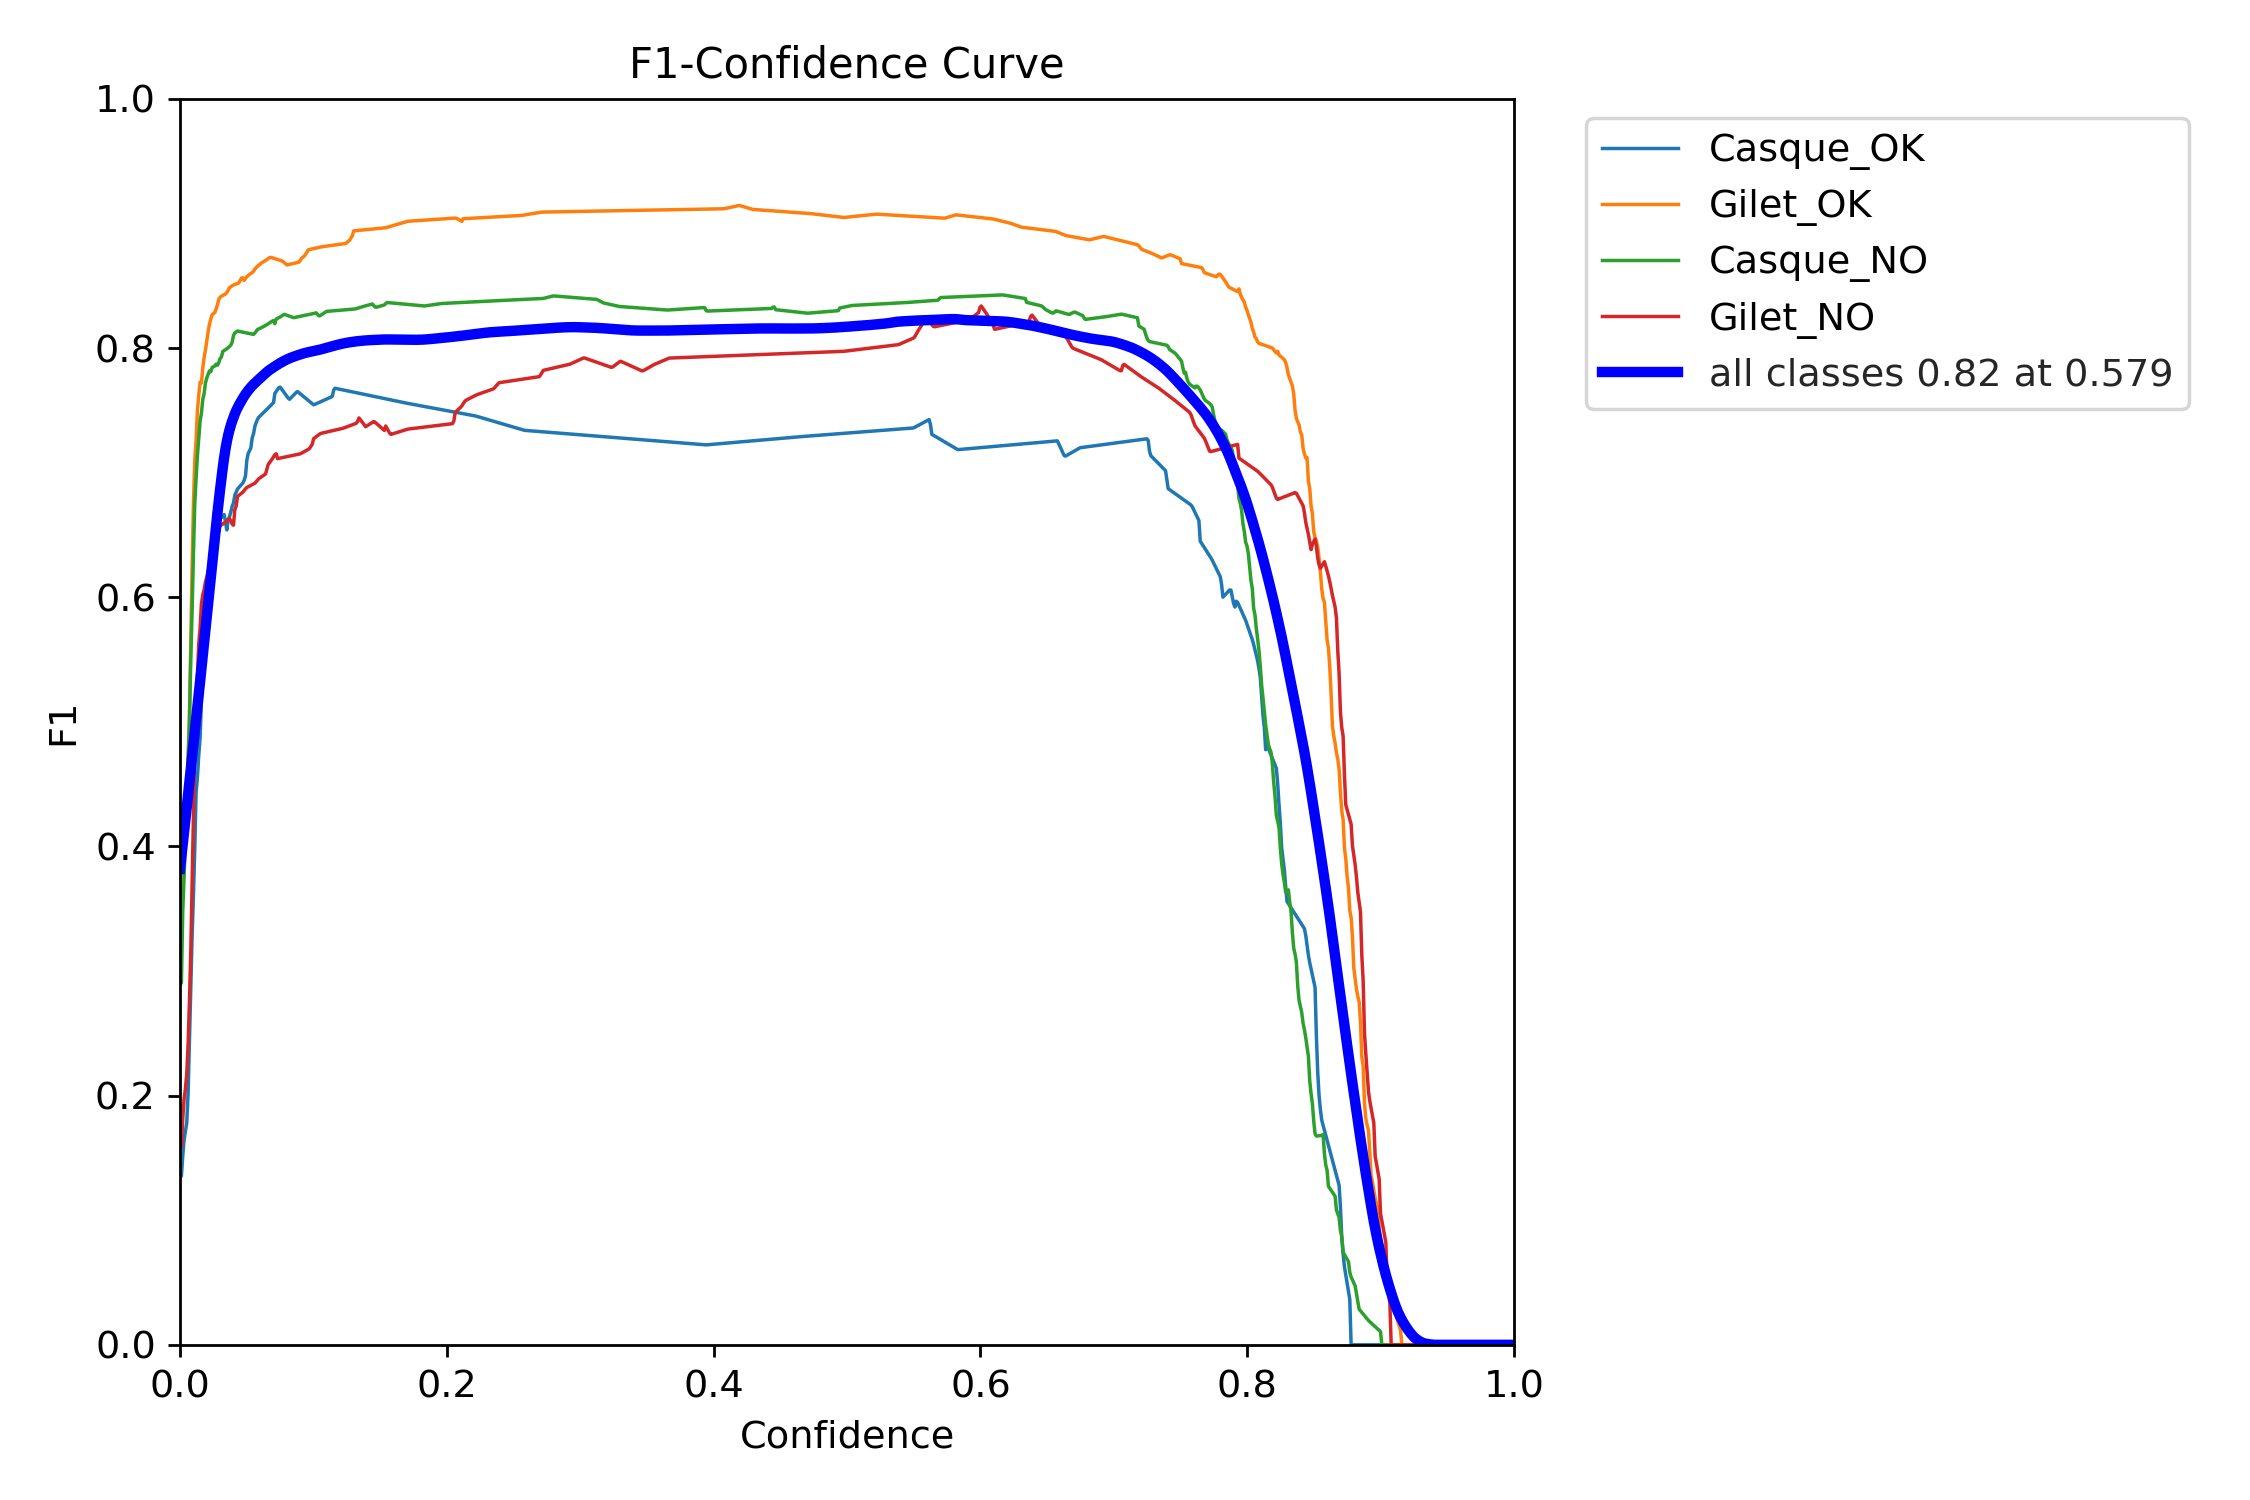 F1-Confidence Curve
1.0
0.8
0.6
0.4
0.2
0.0
F1
0.0 0.2 0.4 0.6 0.8 1.0
Confidence
Casque_OK
Gilet_OK
Casque_NO
Gilet_NO
all classes 0.82 at 0.579